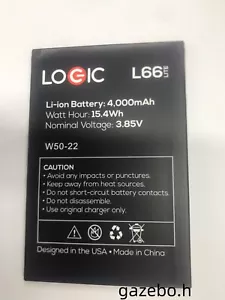 LOGIC L66 LITE
Li-ion Battery: 4,000mAh
Watt Hour: 15.4Wh
Nominal Voltage: 3.85V
W50-22
CAUTION
• Avoid any impacts or punctures.
• Keep away from heat sources.
• Do not short-circuit battery contacts.
• Do not disassemble.
• Use original charger only.
Designed in the USA. • Made in China
gazebo.h